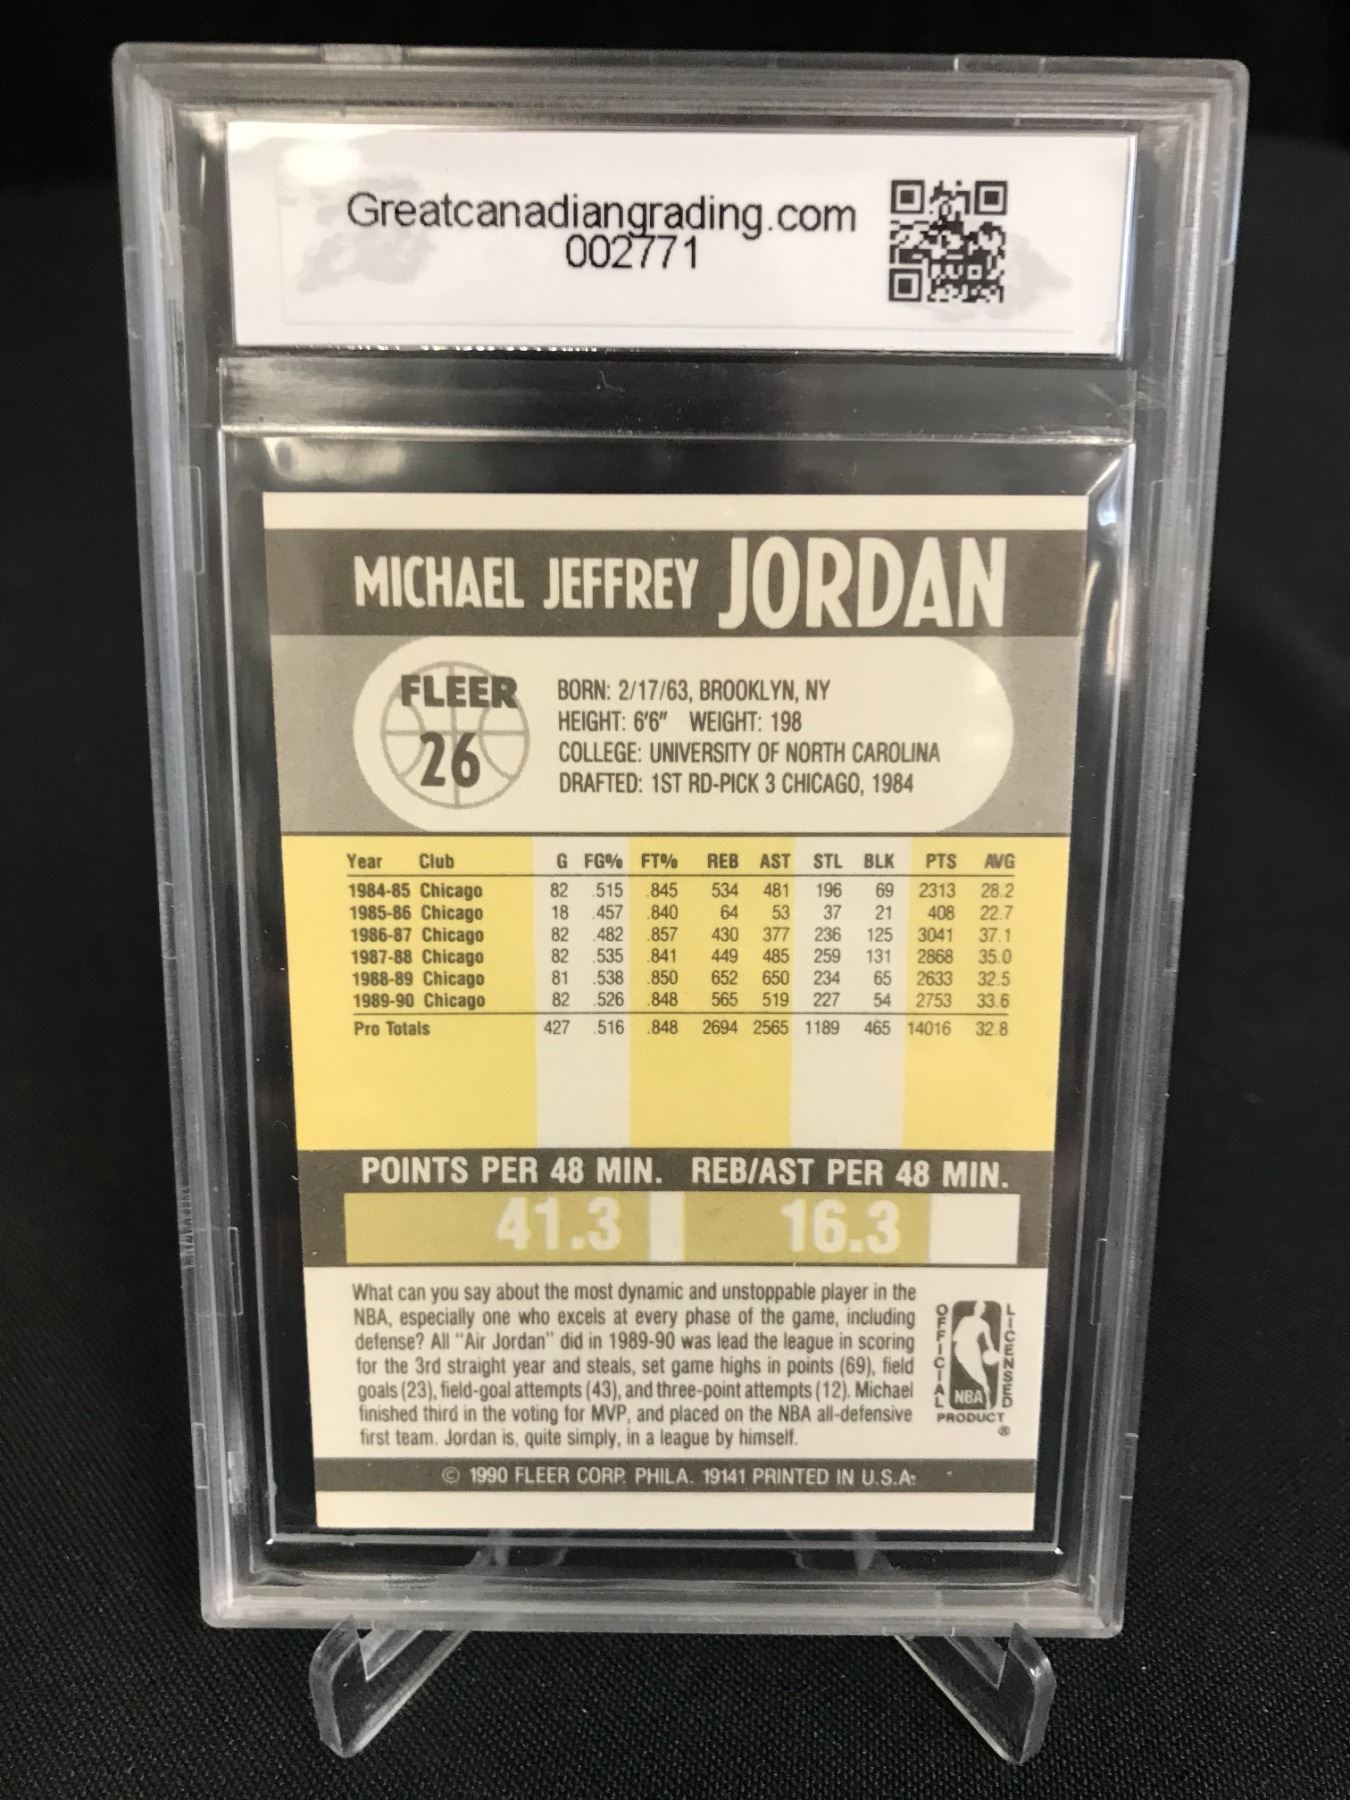 Greatcanadiangrading.com
002771
MICHAEL JEFFREY JORDAN
FLEER
26
BORN: 2/17/63, BROOKLYN, NY
HEIGHT: 6'6" WEIGHT: 198
COLLEGE: UNIVERSITY OF NORTH CAROLINA
DRAFTED: 1ST RD-PICK 3 CHICAGO, 1984
Year Club G FG% FT% REB AST STL BLK PTS AVG
1984-85 Chicago 82 .515 .845 534 481 196 69 2313 28.2
1985-86 Chicago 18 .457 .840 64 53 37 21 408 22.7
1986-87 Chicago 82 .482 .857 430 377 236 125 3041 37.1
1987-88 Chicago 82 .535 .841 449 485 259 131 2868 35.0
1988-89 Chicago 81 .538 .850 652 650 234 65 2633 32.5
1989-90 Chicago 82 .526 .848 565 519 227 54 2753 33.6
Pro Totals 427 .516 .848 2694 2565 1189 465 14016 32.8
POINTS PER 48 MIN. REB/AST PER 48 MIN.
41.3 16.3
What can you say about the most dynamic and unstoppable player in the
NBA, especially one who excels at every phase of the game, including
defense? All "Air Jordan" did in 1989-90 was lead the league in scoring
for the 3rd straight year and steals, set game highs in points (69), field
goals (23), field-goal attempts (43), and three-point attempts (12). Michael
finished third in the voting for MVP, and placed on the NBA all-defensive
first team. Jordan is, quite simply, in a league by himself.
OFFICIAL
LICENSED
NBA
PRODUCT
®
© 1990 FLEER CORP. PHILA. 19141 PRINTED IN U.S.A.